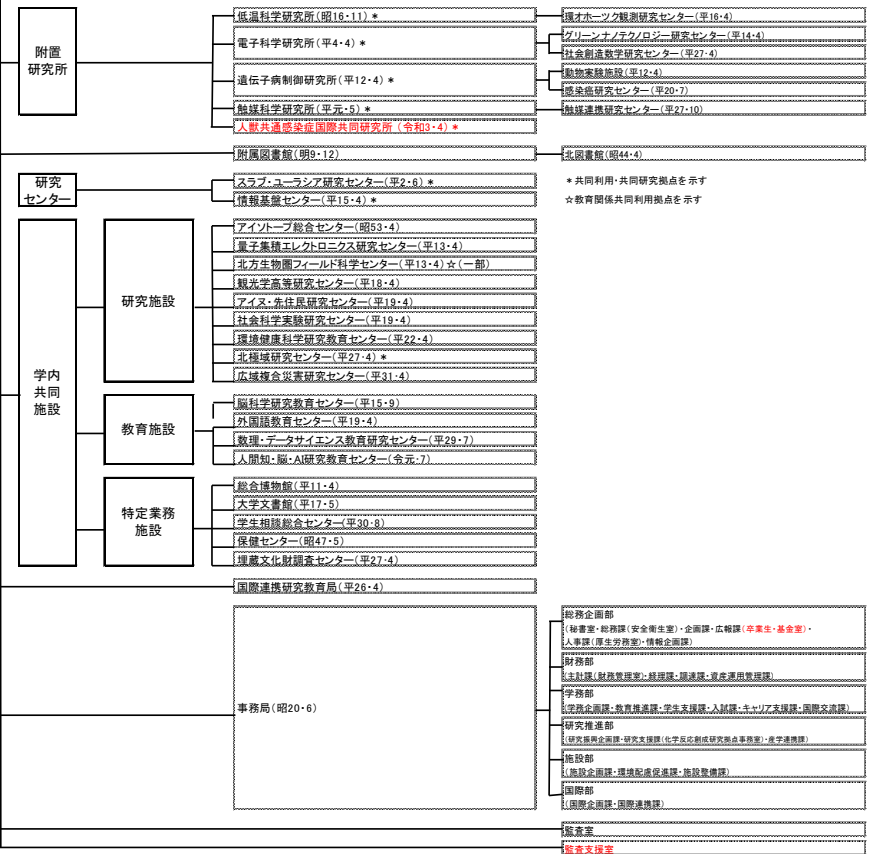 附置
研究所
低温科学研究所(昭16・11) *
環オホーツク観測研究センター(平16・4)
電子科学研究所(平4・4) *
グリーンナノテクノロジー研究センター(平14・4)
社会創造数学研究センター(平27・4)
遺伝子病制御研究所(平12・4) *
動物実験施設(平12・4)
感染癌研究センター(平20・7)
触媒科学研究所(平元・5) *
触媒連携研究センター(平27・10)
人獣共通感染症国際共同研究所 (令和3・4) *
附属図書館(明9・12)
北図書館(昭44・4)
研究
センター
スラブ・ユーラシア研究センター(平2・6) *
情報基盤センター(平15・4) *
*共同利用・共同研究拠点を示す
☆教育関係共同利用拠点を示す
学内
共同
施設
研究施設
アイソトープ総合センター(昭53・4)
量子集積エレクトロニクス研究センター(平13・4)
北方生物圏フィールド科学センター(平13・4)☆(一部)
観光学高等研究センター(平18・4)
アイヌ・先住民研究センター(平19・4)
社会科学実験研究センター(平19・4)
環境健康科学研究教育センター(平22・4)
北極域研究センター(平27・4) *
広域複合災害研究センター(平31・4)
教育施設
脳科学研究教育センター(平15・9)
外国語教育センター(平19・4)
数理・データサイエンス教育研究センター(平29・7)
人間知・脳・AI研究教育センター(令元・7)
特定業務
施設
総合博物館(平11・4)
大学文書館(平17・5)
学生相談総合センター(平30・8)
保健センター(昭47・5)
埋蔵文化財調査センター(平27・4)
国際連携研究教育局(平26・4)
事務局(昭20・6)
総務企画部
(秘書室・総務課(安全衛生室)・企画課・広報課(卒業生・基金室)・
人事課(厚生労務室)・情報企画課)
財務部
(主計課(財務管理室)・経理課・調達課・資産運用管理課)
学務部
(学務企画課・教育推進課・学生支援課・入試課・キャリア支援課・国際交流課)
研究推進部
(研究振興企画課・研究支援課(化学反応創成研究拠点事務室)・産学連携課)
施設部
(施設企画課・環境配慮促進課・施設整備課)
国際部
(国際企画課・国際連携課)
監査室
監査支援室